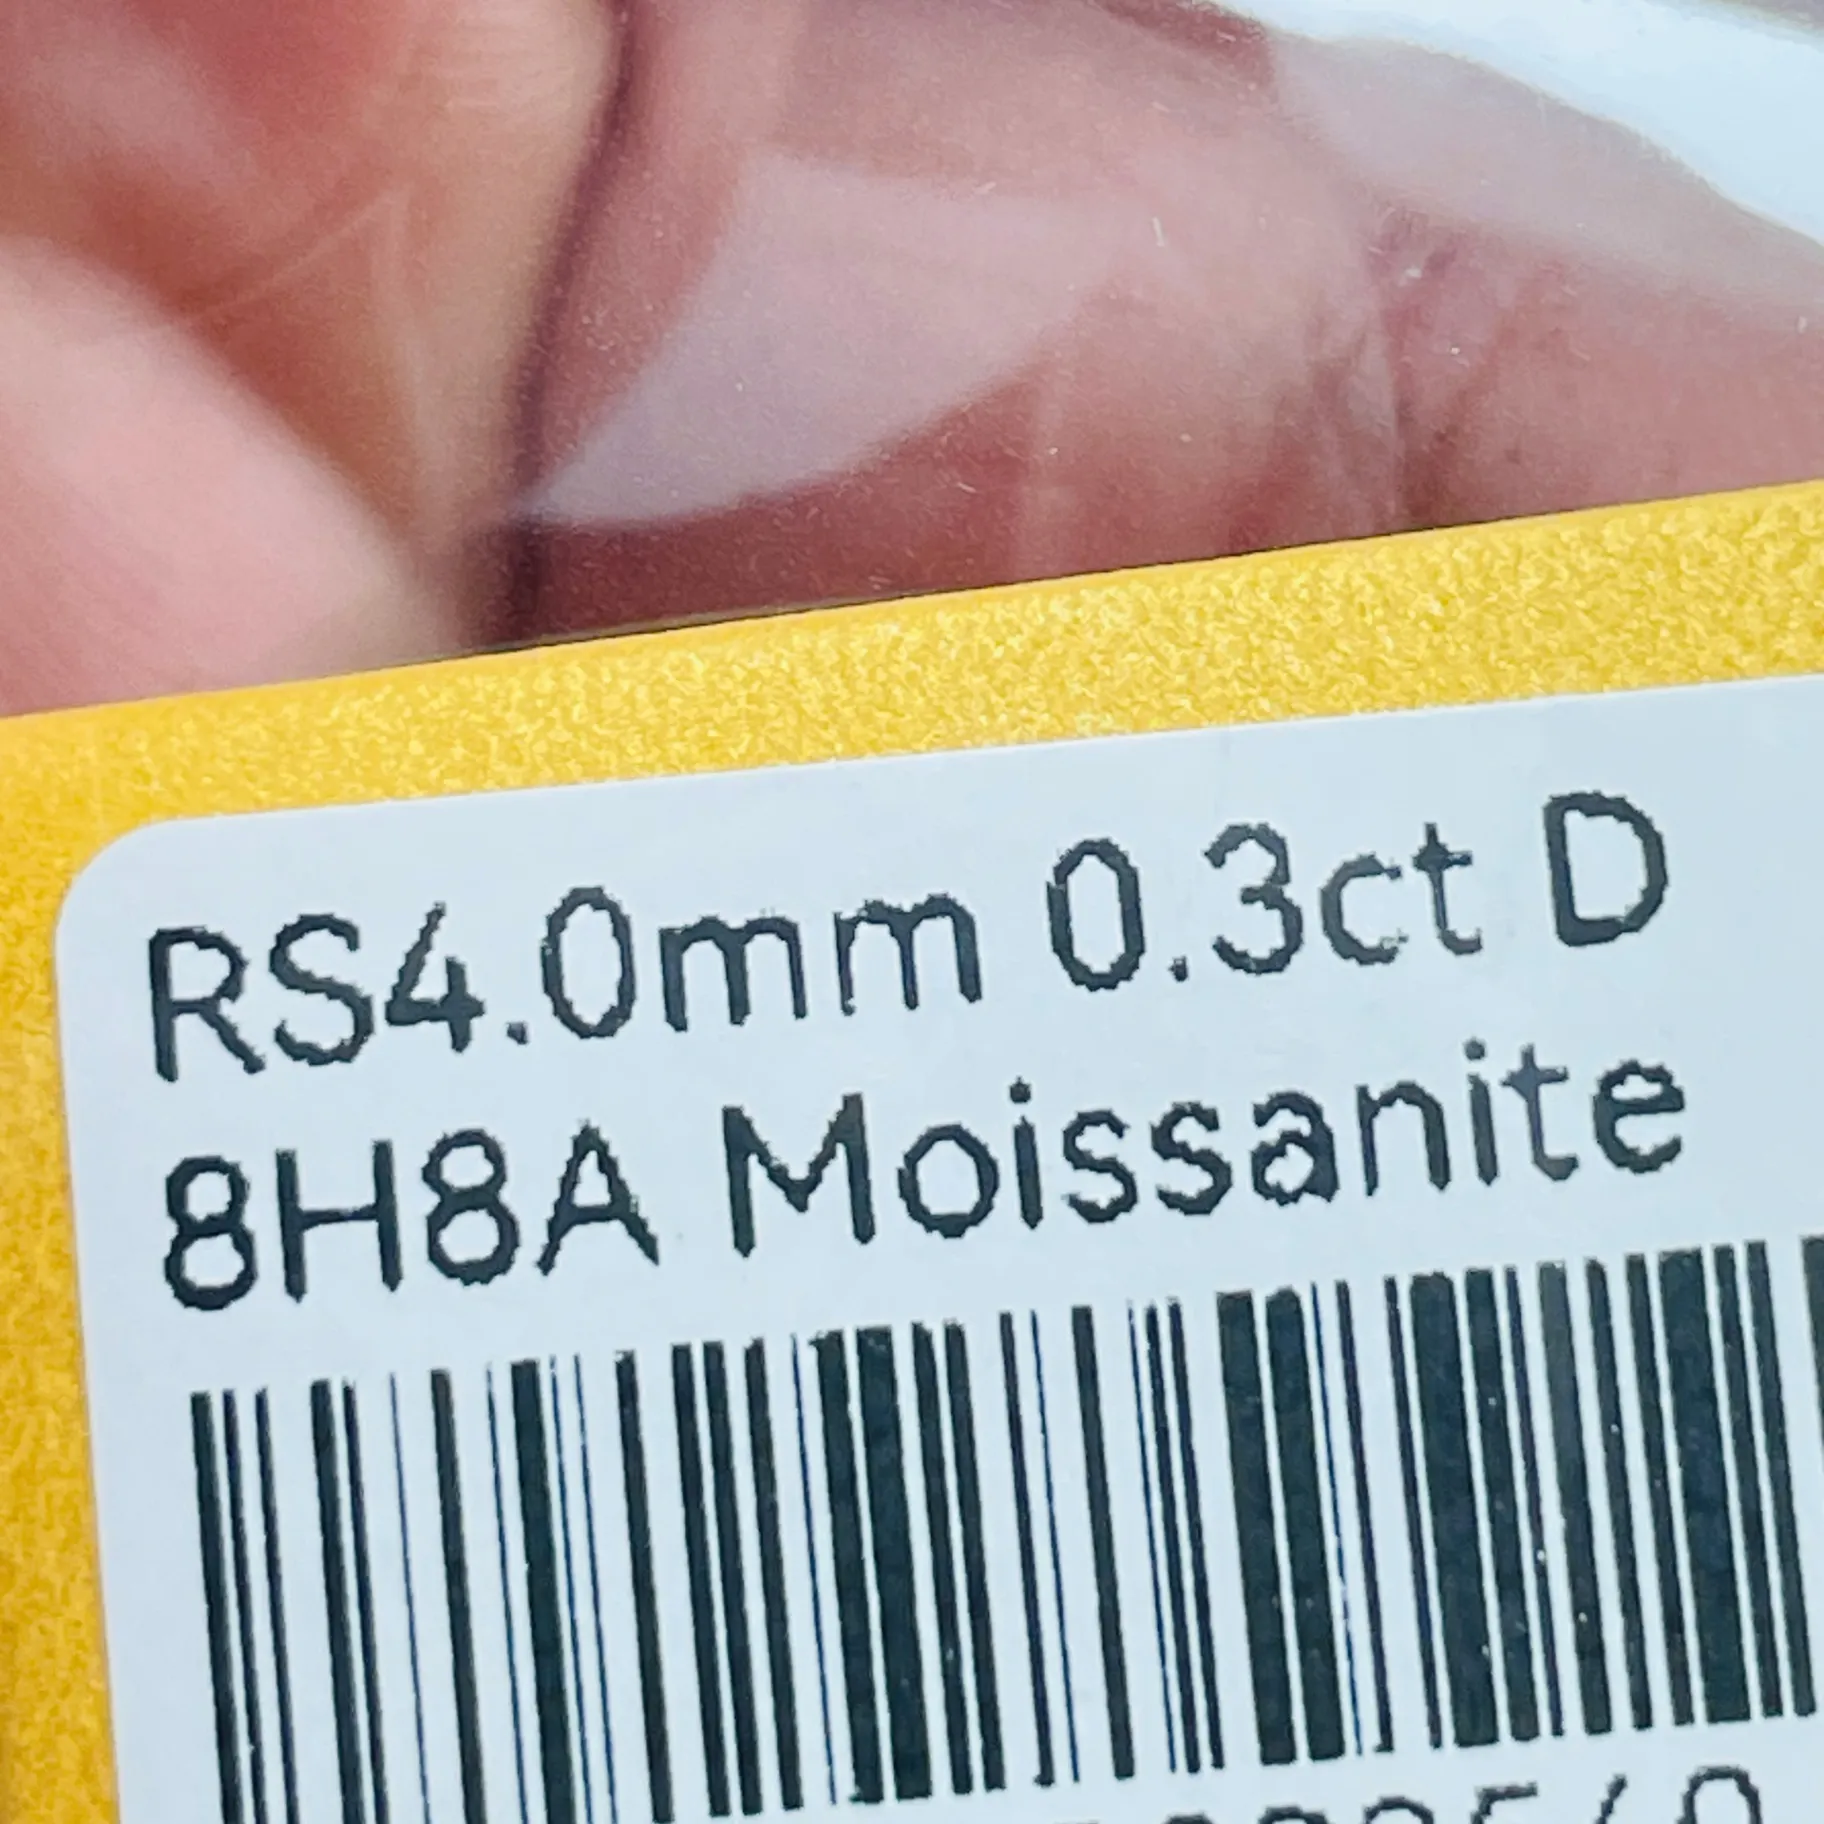 RS4.0mm 0.3ct D
8H8A Moissanite